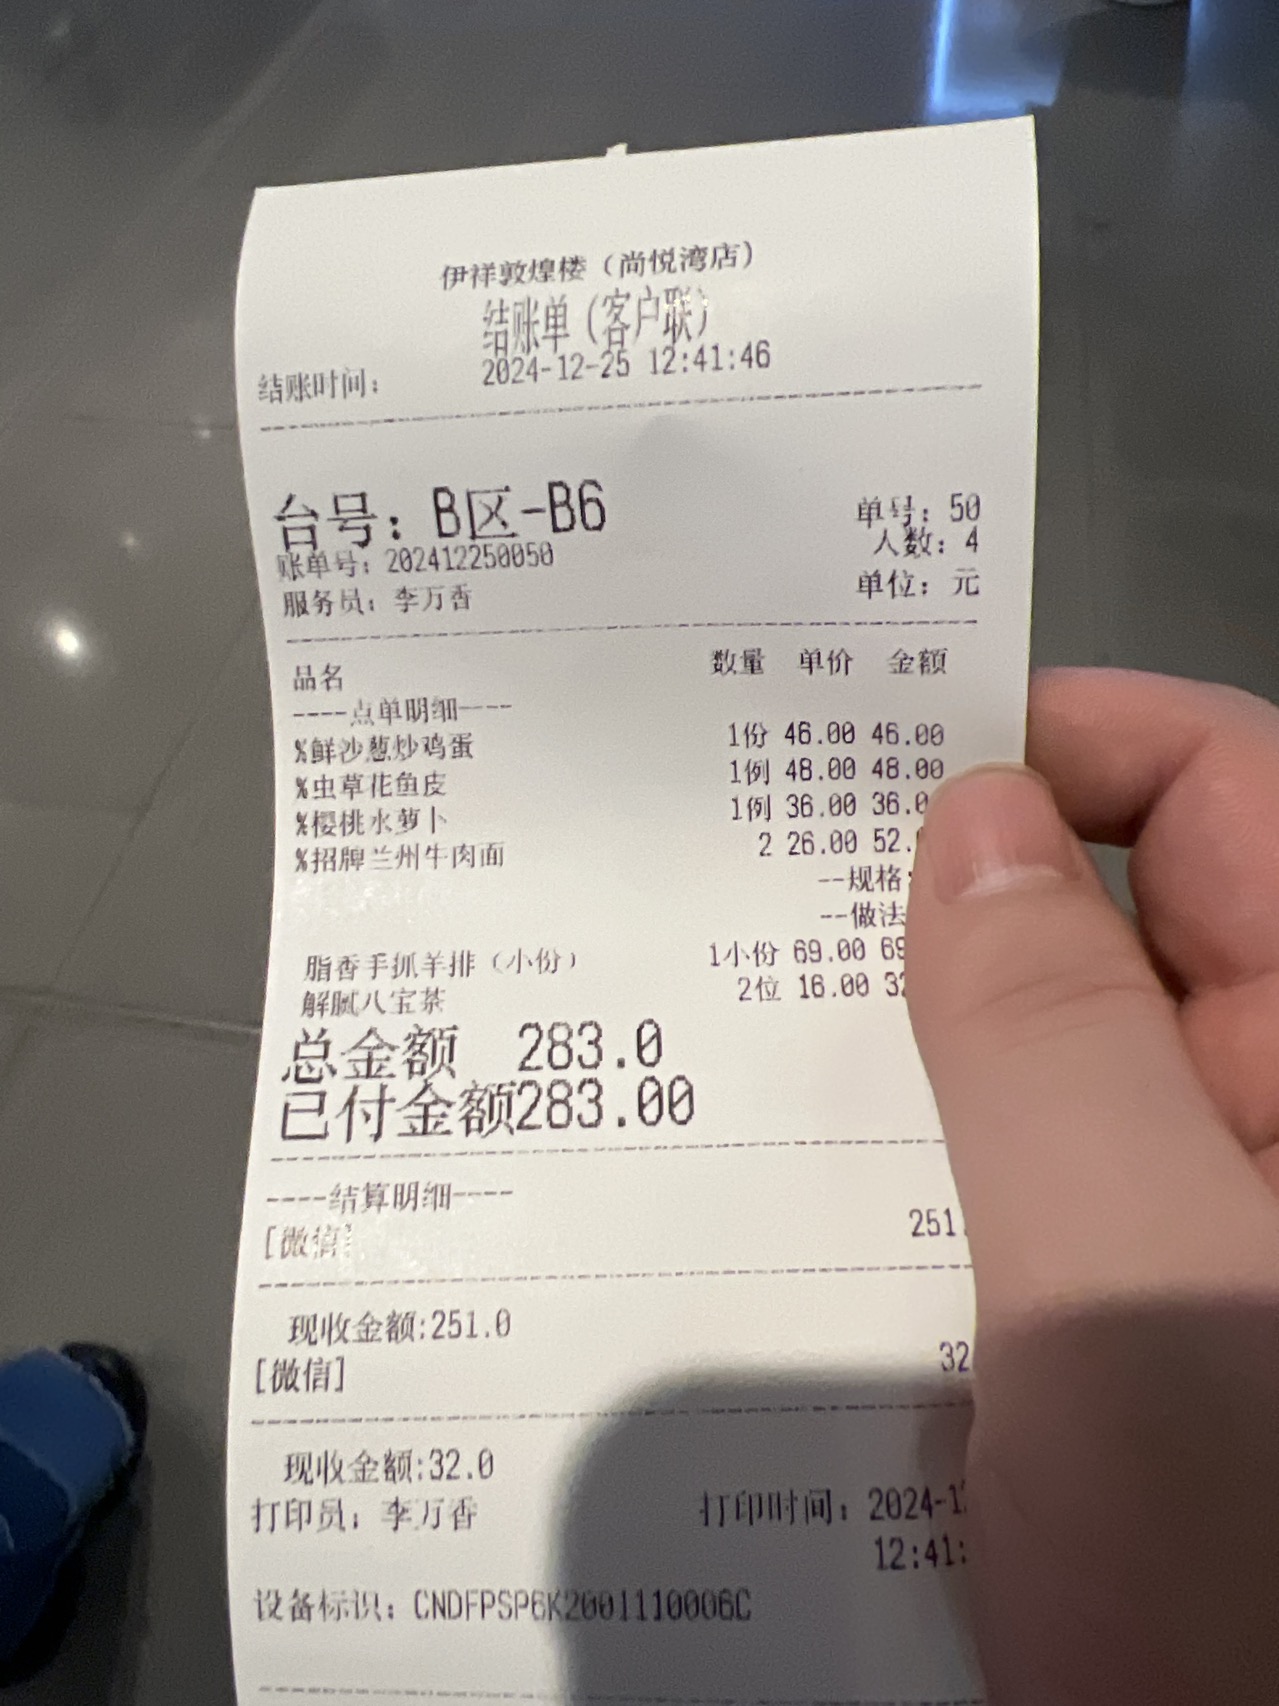 伊祥敦煌楼（尚悦湾店）
结账单（客户联）
结账时间： 2024-12-25 12:41:46
台号：B区-B6 单号：50
人数：4
账单号：202412250050
服务员：李万香 单位：元
品名 数量 单价 金额
----点单明细----
%鲜沙葱炒鸡蛋 1份 46.00 46.00
%虫草花鱼皮 1例 48.00 48.00
%樱桃水萝卜 1例 36.00 36.0
%招牌兰州牛肉面 2 26.00 52.
--规格:
--做法
脂香手抓羊排（小份） 1小份 69.00 69
解腻八宝茶 2位 16.00 32
总金额 283.0
已付金额283.00
----结算明细----
[微信] 251.
现收金额:251.0
[微信] 32
现收金额:32.0
打印员：李万香 打印时间：2024-1
12:41:
设备标识：CNDFPSP6K2001110006C